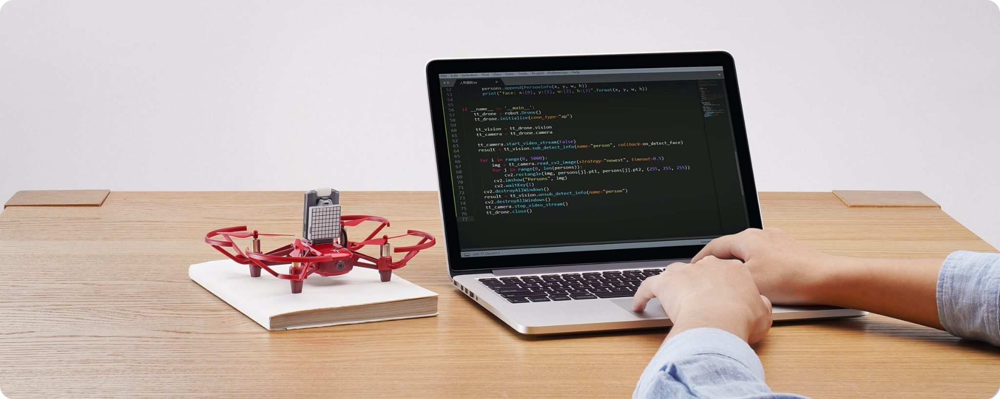 File Edit Selection Find View Goto Tools Project Preferences Help
人脸跟踪.py
52 persons.append(PersonInfo(x, y, w, h))
53 print("face: x:{0}, y:{1}, w:{2}, h:{3}".format(x, y, w, h))
54
55
56 if __name__ == '__main__':
57 tt_drone = robot.Drone()
58 tt_drone.initialize(conn_type="ap")
59
60 tt_vision = tt_drone.vision
61 tt_camera = tt_drone.camera
62
63 tt_camera.start_video_stream(False)
64 result = tt_vision.sub_detect_info(name="person", callback=on_detect_face)
65
66 for i in range(0, 5000):
67 img = tt_camera.read_cv2_image(strategy="newest", timeout=0.5)
68 for j in range(0, len(persons)):
69 cv2.rectangle(img, persons[j].pt1, persons[j].pt2, (255, 255, 255))
70 cv2.imshow("Persons", img)
71 cv2.waitKey(1)
72 cv2.destroyAllWindows()
73 result = tt_vision.unsub_detect_info(name="person")
74 cv2.destroyAllWindows()
75 tt_camera.stop_video_stream()
76 tt_drone.close()
77
Line 77, Column 1
TT